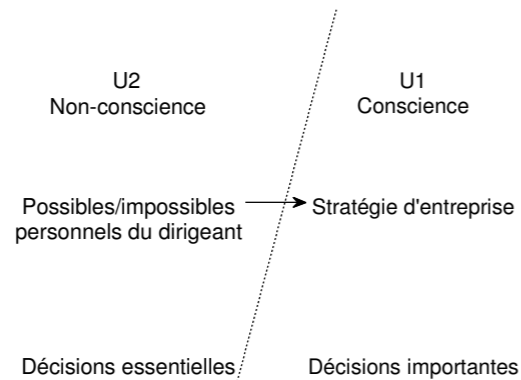 U2
Non-conscience
U1
Conscience
Possibles/impossibles
personnels du dirigeant
Stratégie d'entreprise
Décisions essentielles
Décisions importantes